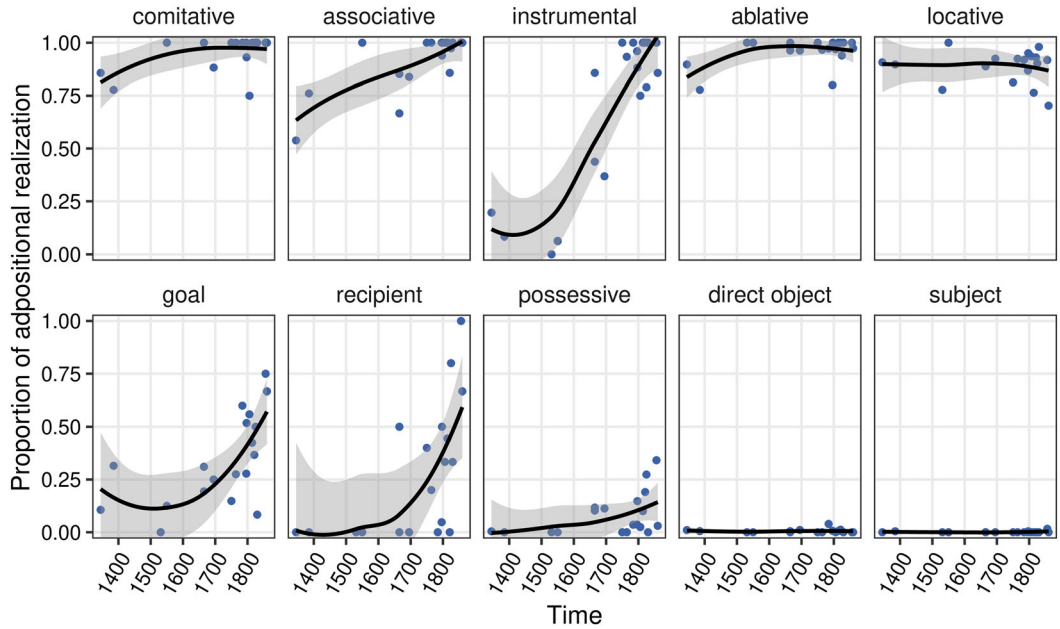 comitative associative instrumental ablative locative
1.00
0.75
0.50
0.25
0.00
goal recipient possessive direct object subject
1.00
0.75
0.50
0.25
0.00
1400 1500 1600 1700 1800 1400 1500 1600 1700 1800 1400 1500 1600 1700 1800 1400 1500 1600 1700 1800 1400 1500 1600 1700 1800
Time
Proportion of adpositional realization